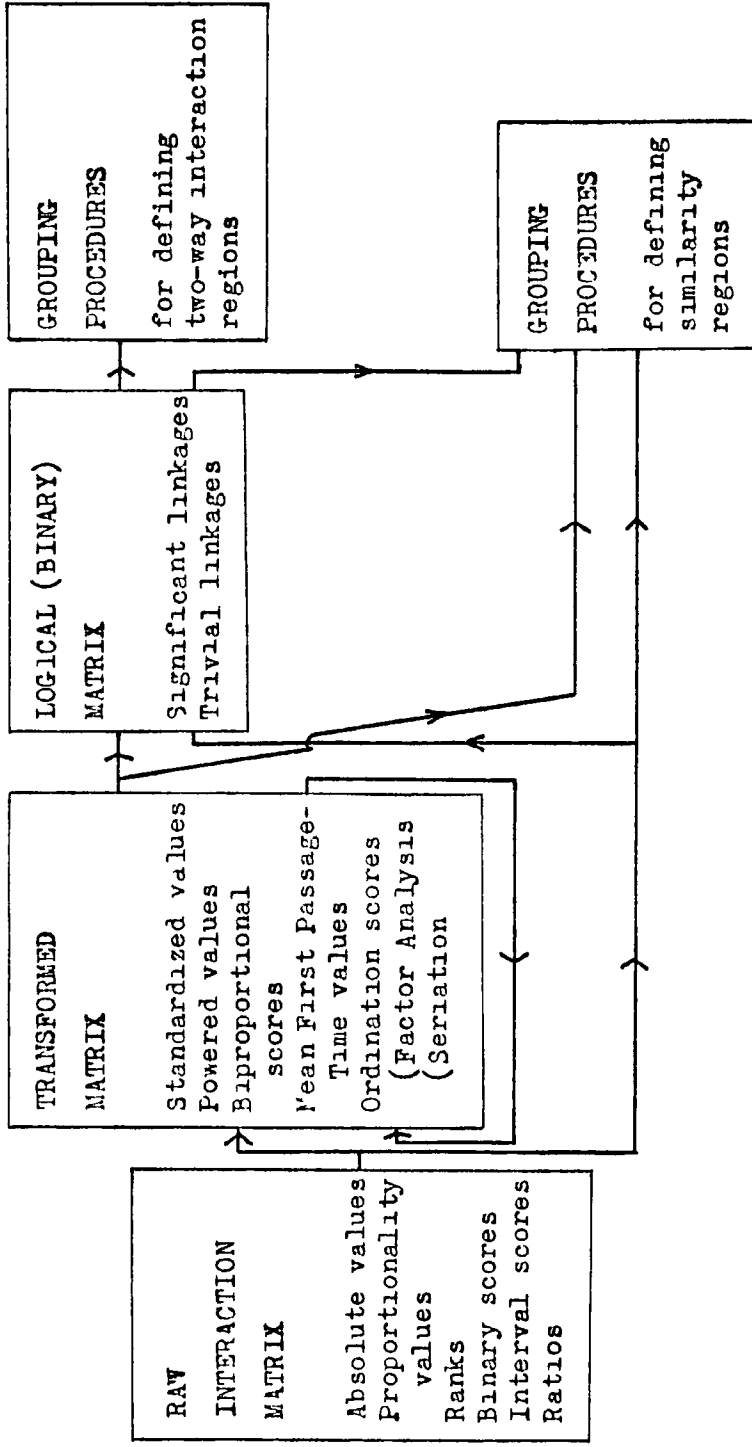 RAW
INTERACTION
MATRIX
Absolute values
Proportionality
values
Ranks
Binary scores
Interval scores
Ratios
TRANSFORMED
MATRIX
Standardized values
Powered values
Biproportional
scores
Mean First Passage-
Time values
Ordination scores
(Factor Analysis
(Seriation
LOGICAL (BINARY)
MATRIX
Significant linkages
Trivial linkages
GROUPING
PROCEDURES
for defining
two-way interaction
regions
GROUPING
PROCEDURES
for defining
similarity
regions